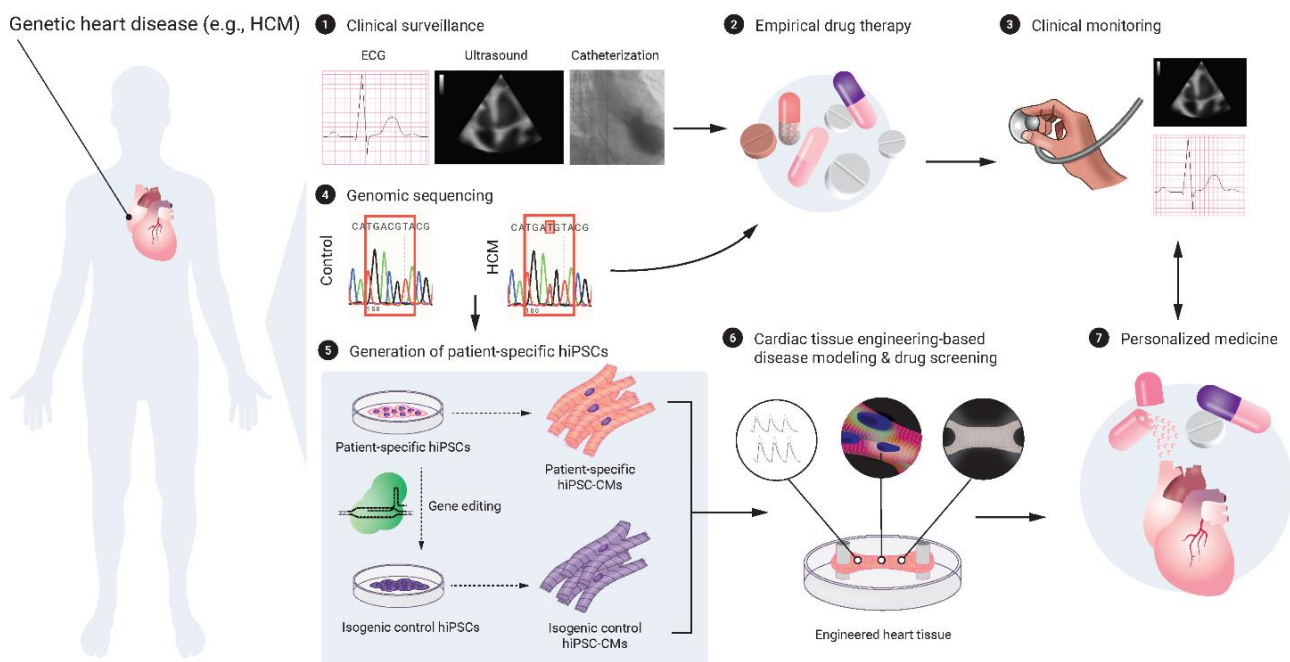 Genetic heart disease (e.g., HCM)
1 Clinical surveillance
ECG
Ultrasound
Catheterization
2 Empirical drug therapy
3 Clinical monitoring
4 Genomic sequencing
Control
CATGACGTACG
180
HCM
CATGATGTACG
180
5 Generation of patient-specific hiPSCs
Patient-specific hiPSCs
Patient-specific
hiPSC-CMs
Gene editing
Isogenic control hiPSCs
Isogenic control
hiPSC-CMs
6 Cardiac tissue engineering-based
disease modeling & drug screening
Engineered heart tissue
7 Personalized medicine